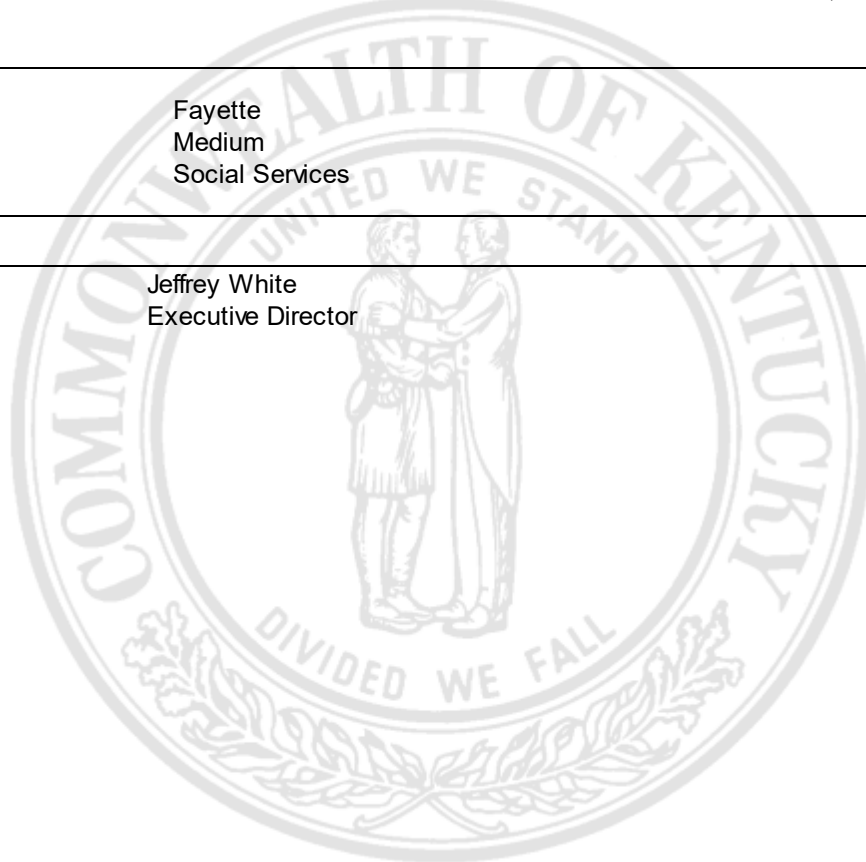 Fayette
Medium
Social Services
Jeffrey White
Executive Director
COMMONWEALTH OF KENTUCKY
UNITED WE STAND
DIVIDED WE FALL